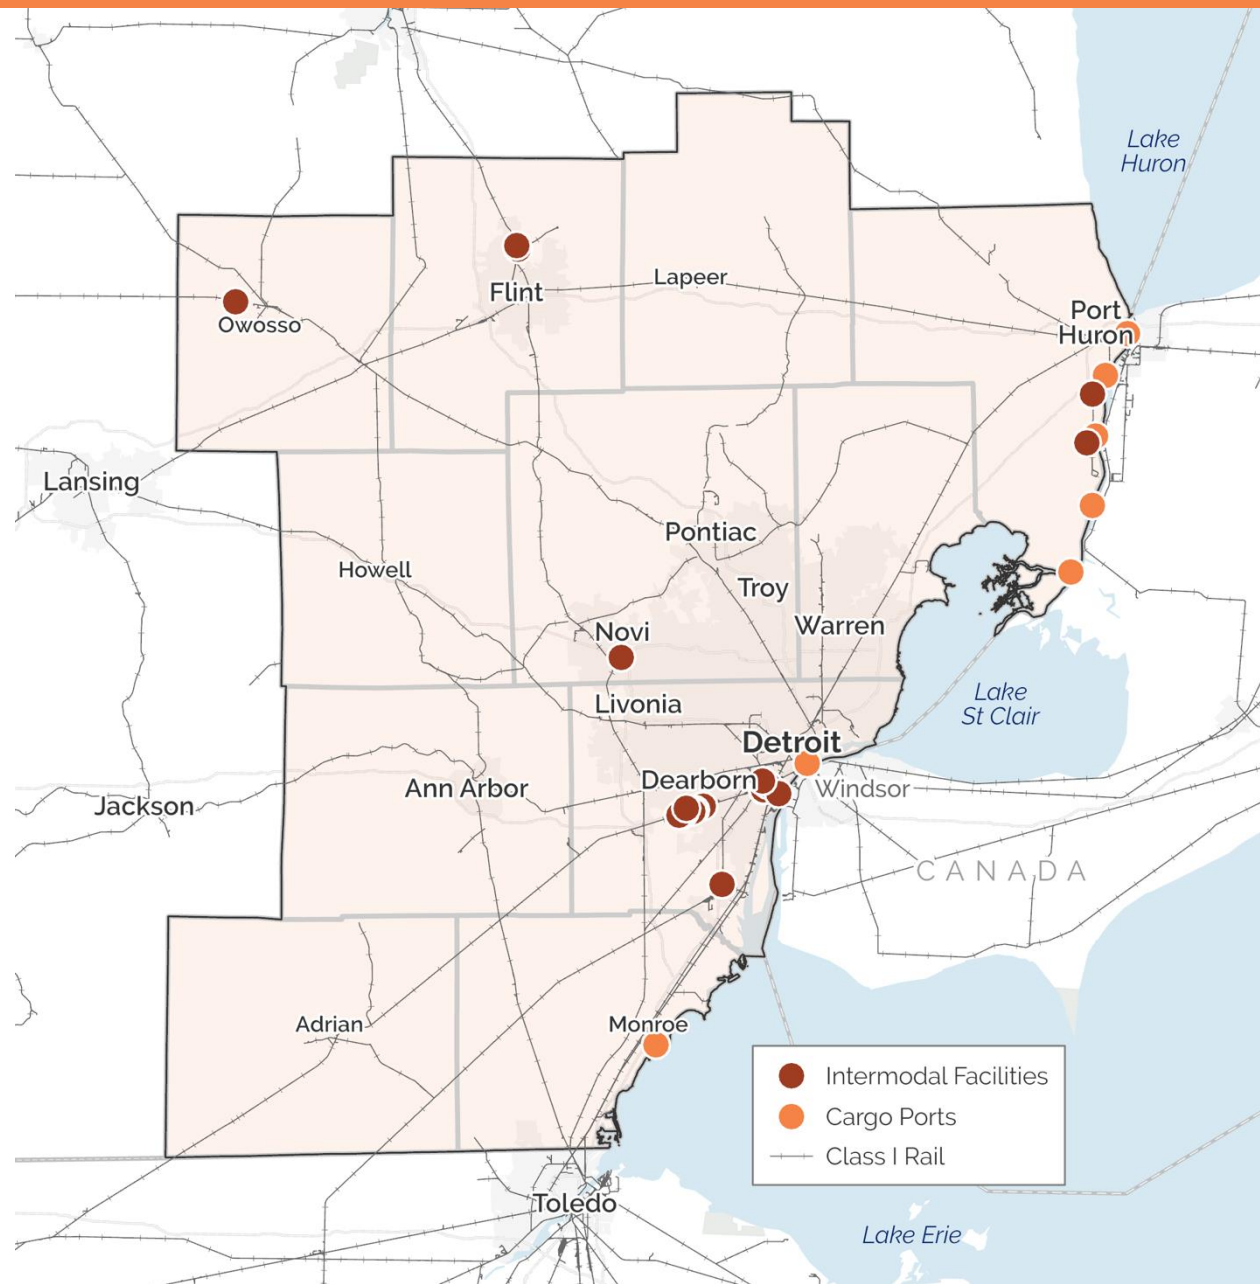 Lake
Huron
Lapeer
Flint
Port
Huron
Owosso
Lansing
Pontiac
Howell
Troy
Novi
Warren
Livonia
Lake
St Clair
Detroit
Dearborn
Ann Arbor
Windsor
Jackson
CANADA
Adrian
Monroe
Intermodal Facilities
Cargo Ports
Class I Rail
Toledo
Lake Erie